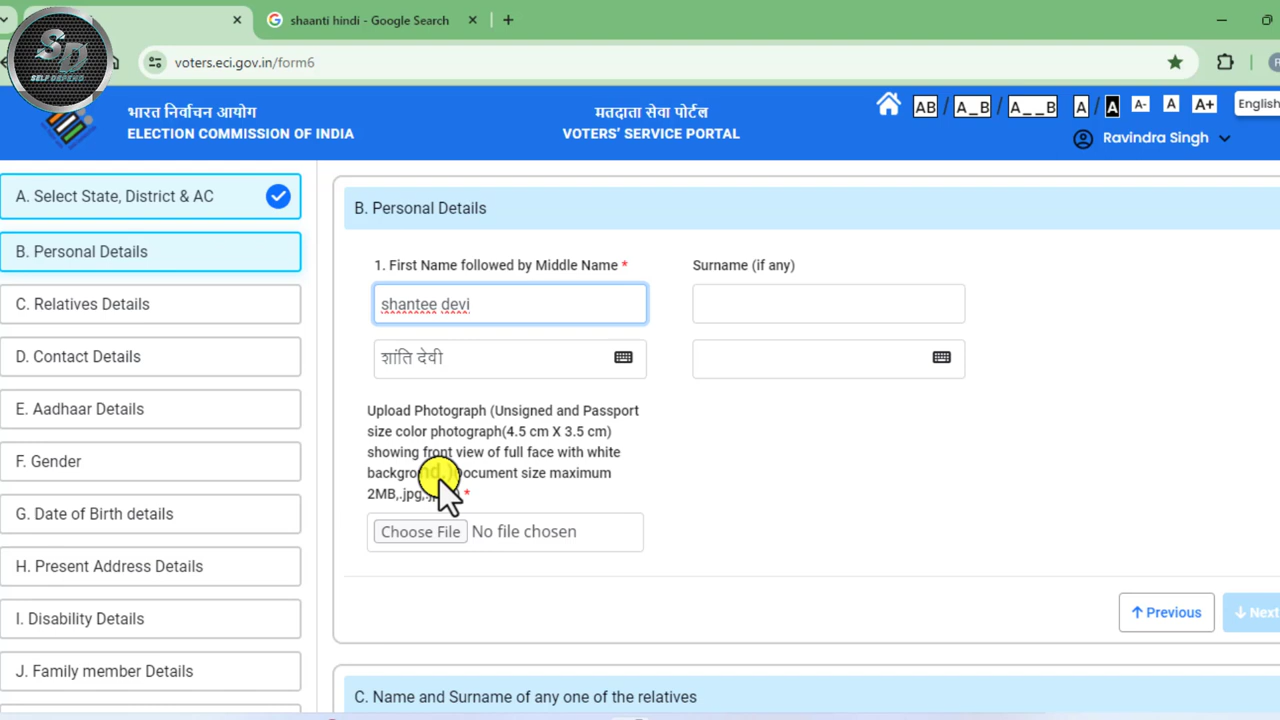 shaanti hindi - Google Search
SD
SELF DEPEND
voters.eci.gov.in/form6
भारत निर्वाचन आयोग
ELECTION COMMISSION OF INDIA
मतदाता सेवा पोर्टल
VOTERS' SERVICE PORTAL
AB / A_B / A__B A / A A- A A+ English
Ravindra Singh
A. Select State, District & AC
B. Personal Details
C. Relatives Details
D. Contact Details
E. Aadhaar Details
F. Gender
G. Date of Birth details
H. Present Address Details
I. Disability Details
J. Family member Details
B. Personal Details
1. First Name followed by Middle Name *
Surname (if any)
shantee devi
शांति देवी
Upload Photograph (Unsigned and Passport
size color photograph(4.5 cm X 3.5 cm)
showing front view of full face with white
Document size maximum
2MB,.jpg, *
Choose File No file chosen
Previous
Next
C. Name and Surname of any one of the relatives